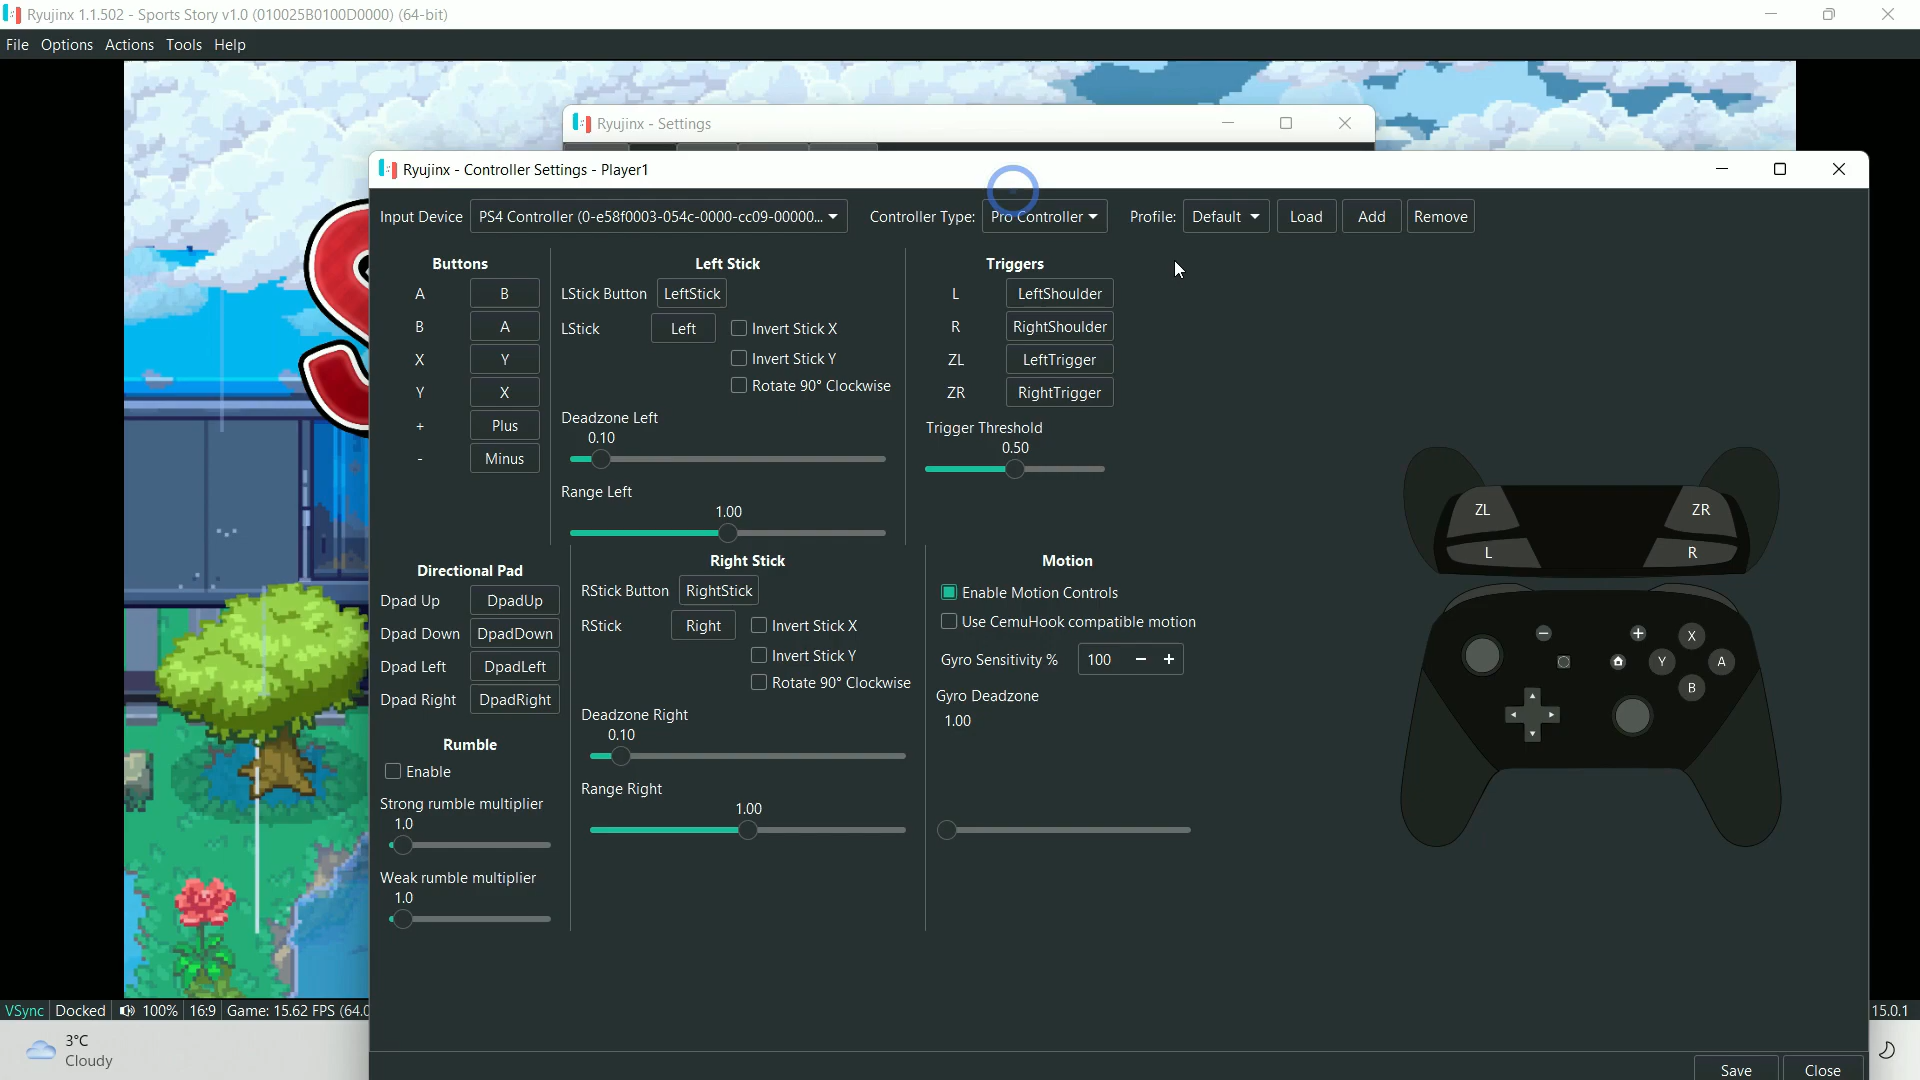 Ryujinx 1.1.502 - Sports Story v1.0 (010025B0100D0000) (64-bit)
File Options Actions Tools Help
Ryujinx - Settings
Ryujinx - Controller Settings - Player1
Input Device PS4 Controller (0-e58f0003-054c-0000-cc09-00000... Controller Type: Pro Controller Profile: Default Load Add Remove
Buttons
A B
B A
X Y
Y X
+ Plus
- Minus
Left Stick
LStick Button LeftStick
LStick Left Invert Stick X
Invert Stick Y
Rotate 90° Clockwise
Deadzone Left
0.10
Range Left
1.00
Triggers
L LeftShoulder
R RightShoulder
ZL LeftTrigger
ZR RightTrigger
Trigger Threshold
0.50
Directional Pad
Dpad Up DpadUp
Dpad Down DpadDown
Dpad Left DpadLeft
Dpad Right DpadRight
Rumble
Enable
Strong rumble multiplier
1.0
Weak rumble multiplier
1.0
Right Stick
RStick Button RightStick
RStick Right Invert Stick X
Invert Stick Y
Rotate 90° Clockwise
Deadzone Right
0.10
Range Right
1.00
Motion
Enable Motion Controls
Use CemuHook compatible motion
Gyro Sensitivity % 100 − +
Gyro Deadzone
1.00
ZL ZR
L R
− + X
Y A
B
Save Close
VSync Docked 100% 16:9 Game: 15.62 FPS (64.0
15.0.1
3°C
Cloudy